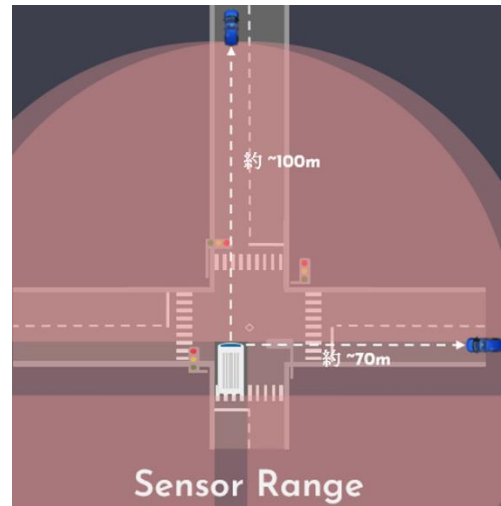 約 ~100m
約 ~70m
Sensor Range